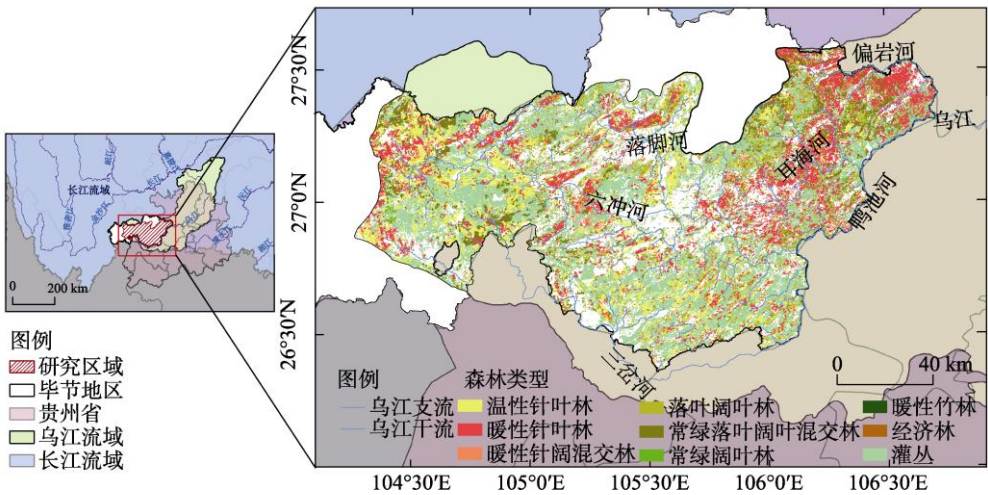 27°30′N
27°0′N
26°30′N
偏岩河
乌江
落脚河
耳海河
六冲河
鸭池河
三岔河
长江流域
长江
乌江
0 200 km
0 40 km
图例
研究区域
毕节地区
贵州省
乌江流域
长江流域
图例
乌江支流
乌江干流
森林类型
温性针叶林
暖性针叶林
暖性针阔混交林
落叶阔叶林
常绿落叶阔叶混交林
常绿阔叶林
暖性竹林
经济林
灌丛
104°30′E 105°0′E 105°30′E 106°0′E 106°30′E